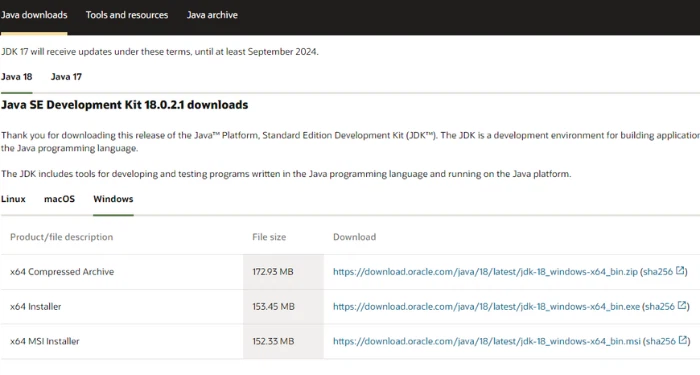 Java downloads Tools and resources Java archive
JDK 17 will receive updates under these terms, until at least September 2024.
Java 18 Java 17
Java SE Development Kit 18.0.2.1 downloads
Thank you for downloading this release of the Java™ Platform, Standard Edition Development Kit (JDK™). The JDK is a development environment for building application
the Java programming language.
The JDK includes tools for developing and testing programs written in the Java programming language and running on the Java platform.
Linux macOS Windows
Product/file description File size Download
x64 Compressed Archive 172.93 MB https://download.oracle.com/java/18/latest/jdk-18_windows-x64_bin.zip (sha256)
x64 Installer 153.45 MB https://download.oracle.com/java/18/latest/jdk-18_windows-x64_bin.exe (sha256)
x64 MSI Installer 152.33 MB https://download.oracle.com/java/18/latest/jdk-18_windows-x64_bin.msi (sha256)